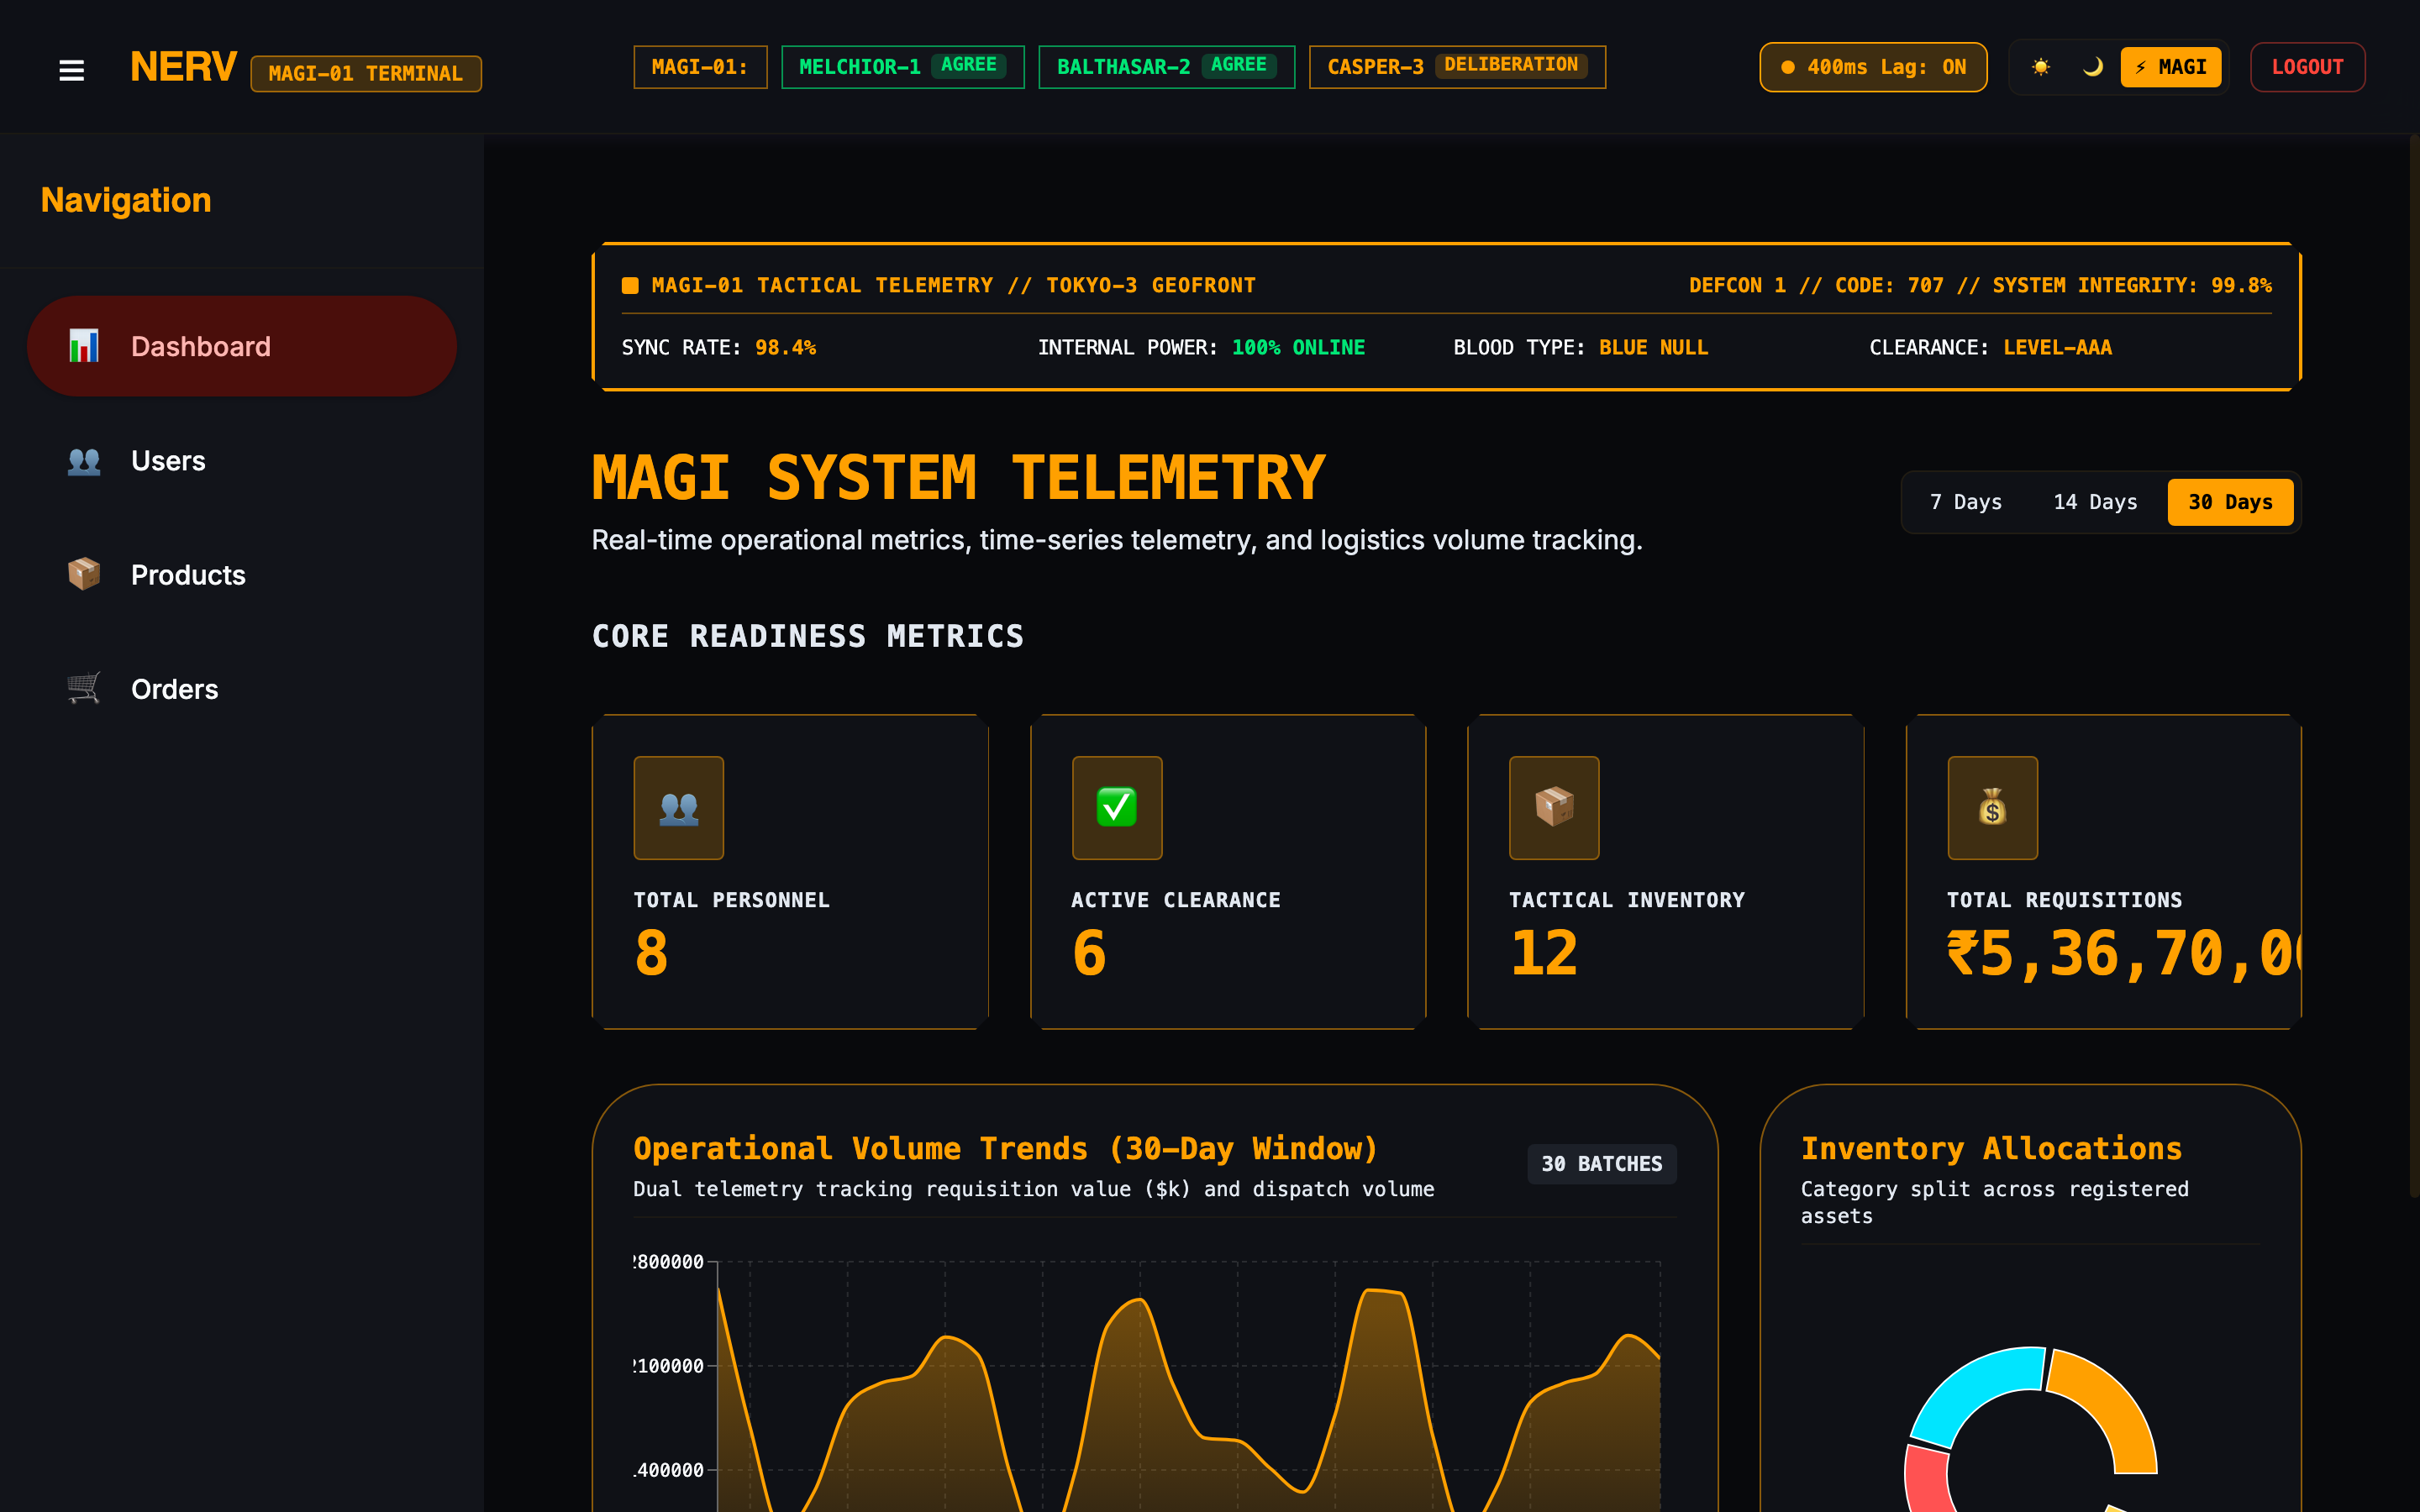 NERV MAGI-01 TERMINAL
MAGI-01:
MELCHIOR-1 AGREE
BALTHASAR-2 AGREE
CASPER-3 DELIBERATION
400ms Lag: ON
⚡ MAGI
LOGOUT
Navigation
Dashboard
Users
Products
Orders
MAGI-01 TACTICAL TELEMETRY // TOKYO-3 GEOFRONT
DEFCON 1 // CODE: 707 // SYSTEM INTEGRITY: 99.8%
SYNC RATE: 98.4%
INTERNAL POWER: 100% ONLINE
BLOOD TYPE: BLUE NULL
CLEARANCE: LEVEL-AAA
MAGI SYSTEM TELEMETRY
Real-time operational metrics, time-series telemetry, and logistics volume tracking.
7 Days
14 Days
30 Days
CORE READINESS METRICS
TOTAL PERSONNEL
8
ACTIVE CLEARANCE
6
TACTICAL INVENTORY
12
TOTAL REQUISITIONS
₹5,36,70,00
Operational Volume Trends (30-Day Window)
Dual telemetry tracking requisition value ($k) and dispatch volume
30 BATCHES
2800000
2100000
400000
Inventory Allocations
Category split across registered
assets